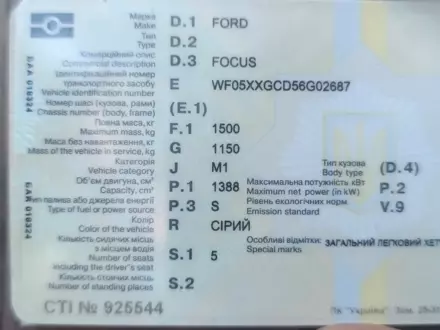 Марка D.1 FORD
Make
Тип D.2
Type
Комерційний опис D.3 FOCUS
Commercial description
Ідентифікаційний номер
транспортного засобу E WF05XXGCD56G02687
Vehicle identification number
Номер шасі (кузова, рами) (E.1)
Chassis number (body, frame)
Повна маса, кг F.1 1500
Maximum mass, kg
Маса без навантаження, кг G 1150
Mass of the vehicle in service, kg
Категорія J M1 Тип кузова (D.4)
Vehicle category Body type
Об'єм двигуна, см³ P.1 1388 Максимальна потужність кВт P.2
Capacity, cm³ Maximum net power (in kW)
Тип палива або джерела енергії P.3 S Рівень екологічних норм V.9
Type of fuel or power source Emission standard
Колір R СІРИЙ
Color of the vehicle
Кількість сидячих місць Особливі відмітки: ЗАГАЛЬНИЙ ЛЕГКОВИЙ ХЕТ
з місцем водія S.1 5 Special marks
Number of seats
including the driver's seat
Кількість стоячих місць S.2
Number of standing places
СТІ № 925544
ПК "Україна"